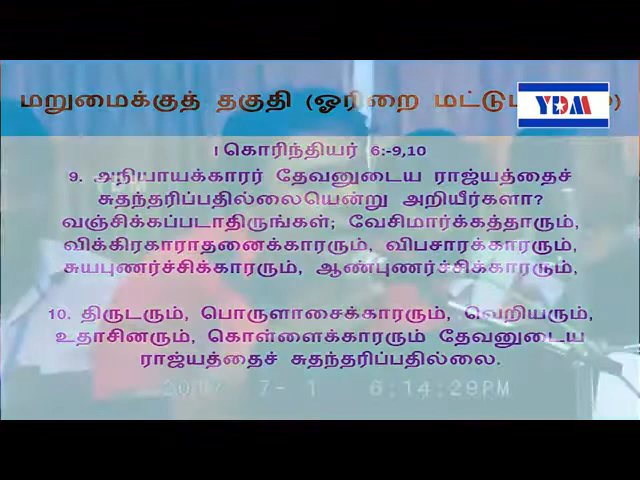 மறுமைக்குத் தகுதி (ஓரிறை
YDM
I கொரிந்தியர் 6:-9,10
9. அநியாயக்காரர் தேவனுடைய ராஜ்யத்தைச்
சுதந்தரிப்பதில்லையென்று அறியீர்களா?
வஞ்சிக்கப்படாதிருங்கள்; வேசிமார்க்கத்தாரும்,
விக்கிரகாராதனைக்காரரும், விபசாரக்காரரும்,
சுயபுணர்ச்சிக்காரரும், ஆண்புணர்ச்சிக்காரரும்,
10. திருடரும், பொருளாசைக்காரரும், வெறியரும்,
உதாசினரும், கொள்ளைக்காரரும் தேவனுடைய
ராஜ்யத்தைச் சுதந்தரிப்பதில்லை.
7- 1 6:14:29PM